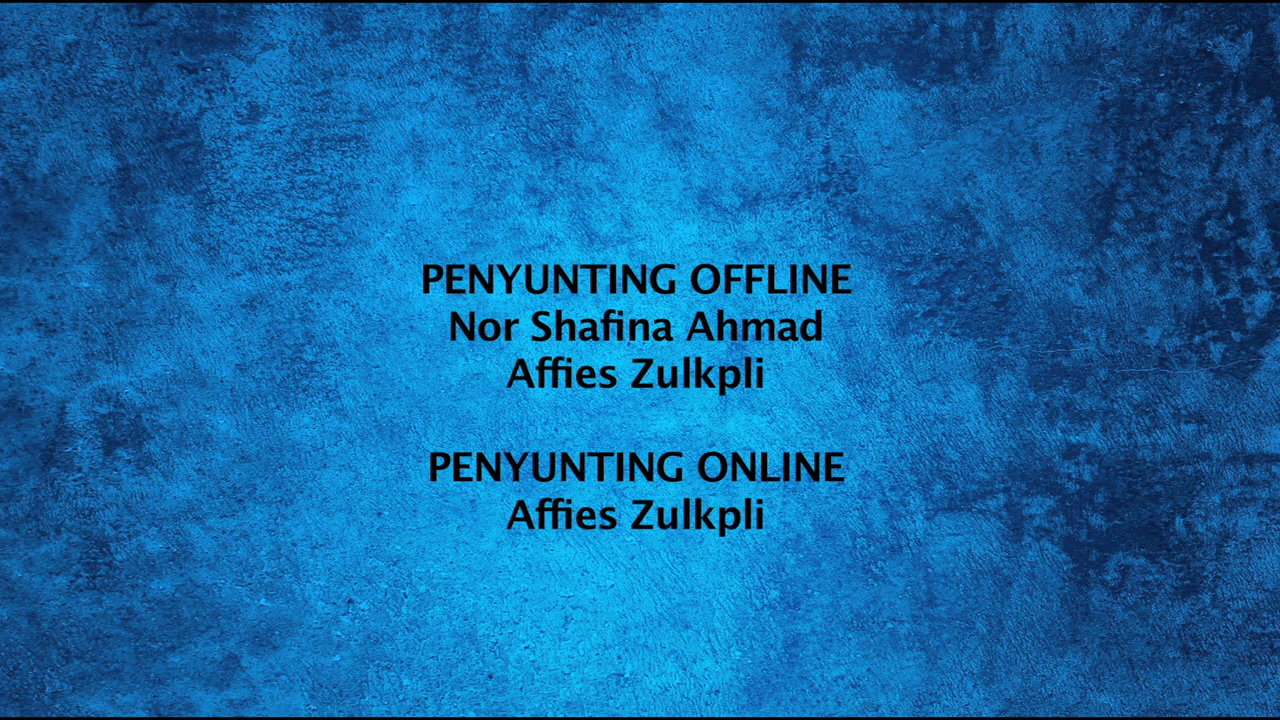 PENYUNTING OFFLINE
Nor Shafina Ahmad
Affies Zulkpli
PENYUNTING ONLINE
Affies Zulkpli